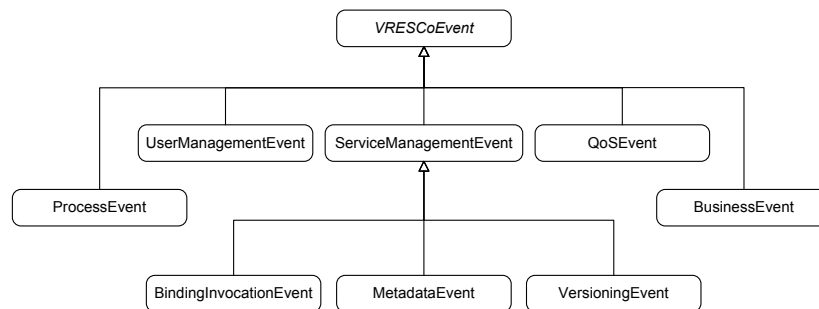 VRESCoEvent
UserManagementEvent
ServiceManagementEvent
QoSEvent
ProcessEvent
BusinessEvent
BindingInvocationEvent
MetadataEvent
VersioningEvent